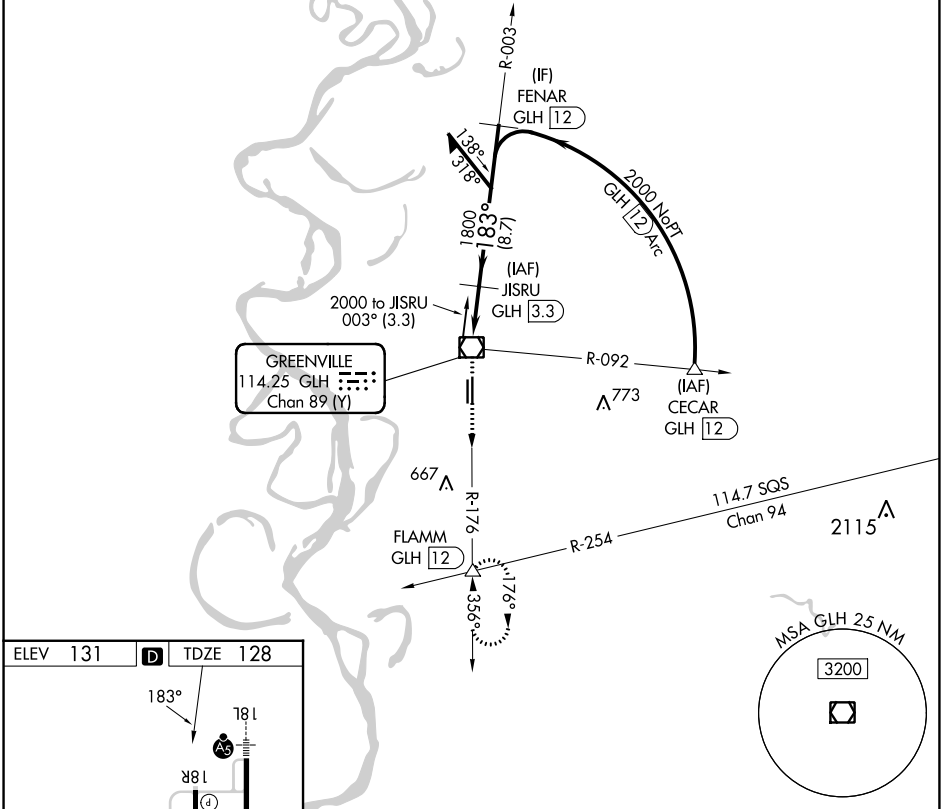 R-003
(IF)
FENAR
GLH 12
138°
318°
2000 NoPT
GLH 12 Arc
1800
183°
(8.7)
(IAF)
JISRU
GLH 3.3
2000 to JISRU
003° (3.3)
GREENVILLE
114.25 GLH
Chan 89 (Y)
R-092
(IAF)
CECAR
GLH 12
773
667
R-176
114.7 SQS
Chan 94
R-254
2115
FLAMM
GLH 12
356°
176°
MSA GLH 25 NM
3200
ELEV 131 D TDZE 128
183°
18L
A5
18R
P